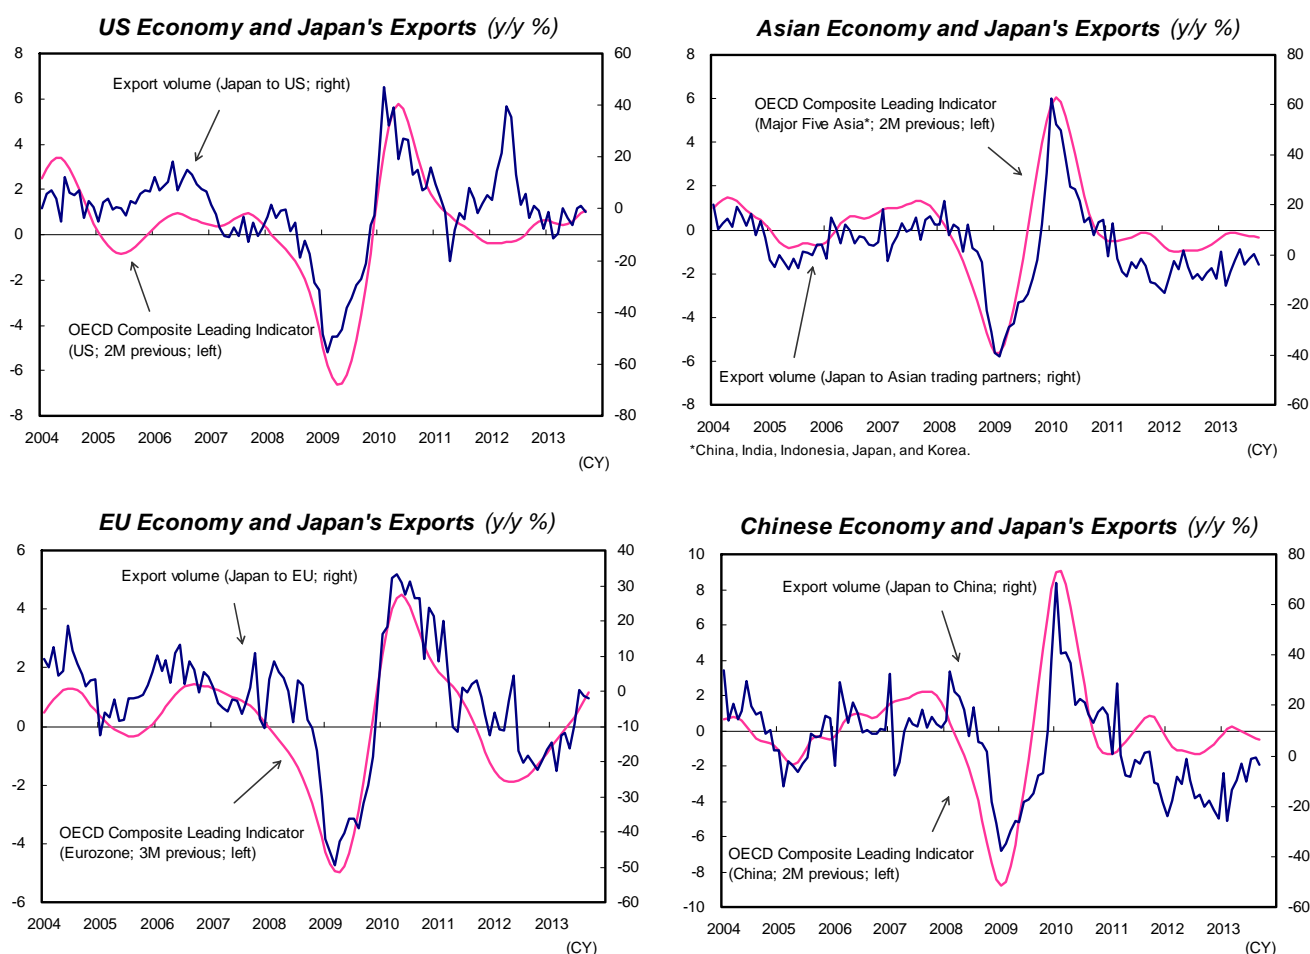 US Economy and Japan's Exports (y/y %)
8
6
4
2
0
-2
-4
-6
-8
60
40
20
0
-20
-40
-60
-80
Export volume (Japan to US; right)
OECD Composite Leading Indicator
(US; 2M previous; left)
2004 2005 2006 2007 2008 2009 2010 2011 2012 2013
(CY)
Asian Economy and Japan's Exports (y/y %)
8
6
4
2
0
-2
-4
-6
-8
80
60
40
20
0
-20
-40
-60
OECD Composite Leading Indicator
(Major Five Asia*; 2M previous; left)
Export volume (Japan to Asian trading partners; right)
2004 2005 2006 2007 2008 2009 2010 2011 2012 2013
*China, India, Indonesia, Japan, and Korea.
(CY)
EU Economy and Japan's Exports (y/y %)
6
4
2
0
-2
-4
-6
40
30
20
10
0
-10
-20
-30
-40
-50
-60
Export volume (Japan to EU; right)
OECD Composite Leading Indicator
(Eurozone; 3M previous; left)
2004 2005 2006 2007 2008 2009 2010 2011 2012 2013
(CY)
Chinese Economy and Japan's Exports (y/y %)
10
8
6
4
2
0
-2
-4
-6
-8
-10
80
60
40
20
0
-20
-40
-60
Export volume (Japan to China; right)
OECD Composite Leading Indicator
(China; 2M previous; left)
2004 2005 2006 2007 2008 2009 2010 2011 2012 2013
(CY)